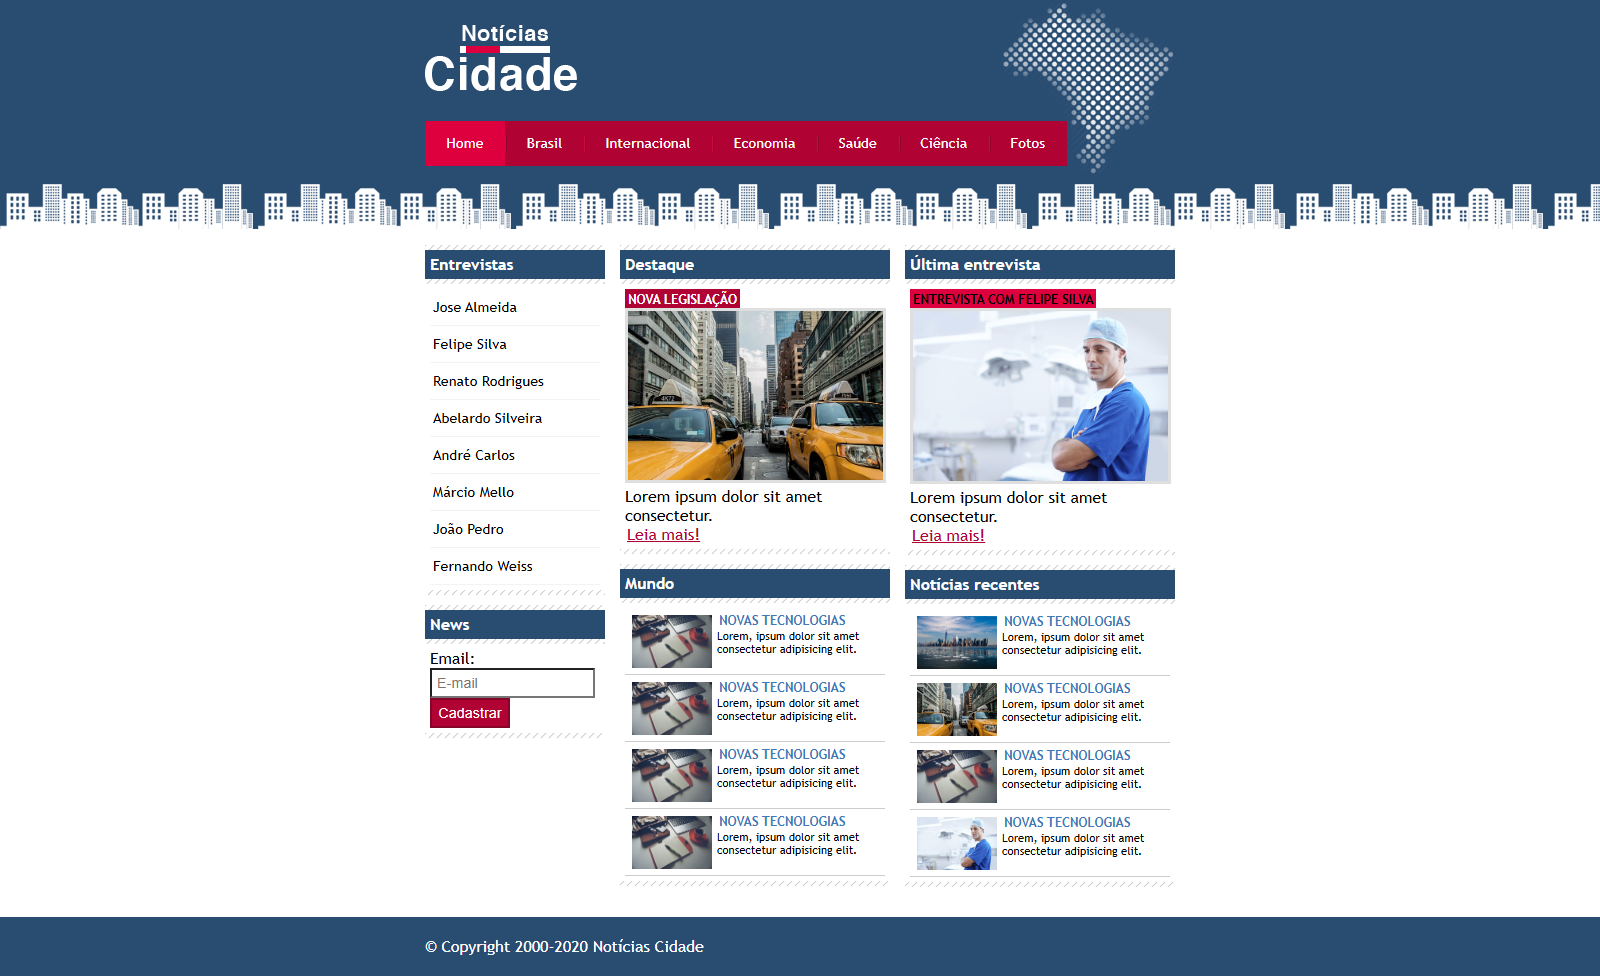 Notícias
Cidade
Home Brasil Internacional Economia Saúde Ciência Fotos
Entrevistas
Jose Almeida
Felipe Silva
Renato Rodrigues
Abelardo Silveira
André Carlos
Márcio Mello
João Pedro
Fernando Weiss
News
Email:
E-mail
Cadastrar
Destaque
NOVA LEGISLAÇÃO
Lorem ipsum dolor sit amet
consectetur.
Leia mais!
Mundo
NOVAS TECNOLOGIAS
Lorem, ipsum dolor sit amet
consectetur adipisicing elit.
NOVAS TECNOLOGIAS
Lorem, ipsum dolor sit amet
consectetur adipisicing elit.
NOVAS TECNOLOGIAS
Lorem, ipsum dolor sit amet
consectetur adipisicing elit.
NOVAS TECNOLOGIAS
Lorem, ipsum dolor sit amet
consectetur adipisicing elit.
Última entrevista
ENTREVISTA COM FELIPE SILVA
Lorem ipsum dolor sit amet
consectetur.
Leia mais!
Notícias recentes
NOVAS TECNOLOGIAS
Lorem, ipsum dolor sit amet
consectetur adipisicing elit.
NOVAS TECNOLOGIAS
Lorem, ipsum dolor sit amet
consectetur adipisicing elit.
NOVAS TECNOLOGIAS
Lorem, ipsum dolor sit amet
consectetur adipisicing elit.
NOVAS TECNOLOGIAS
Lorem, ipsum dolor sit amet
consectetur adipisicing elit.
© Copyright 2000-2020 Notícias Cidade